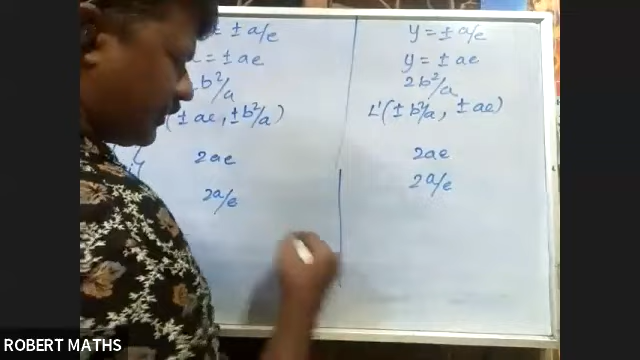 = ± a/e
= ± ae
b²/a
(± ae, ± b²/a)
2ae
2a/e
y = ± a/e
y = ± ae
2b²/a
L'(± b²/a, ± ae)
2ae
2a/e
ROBERT MATHS